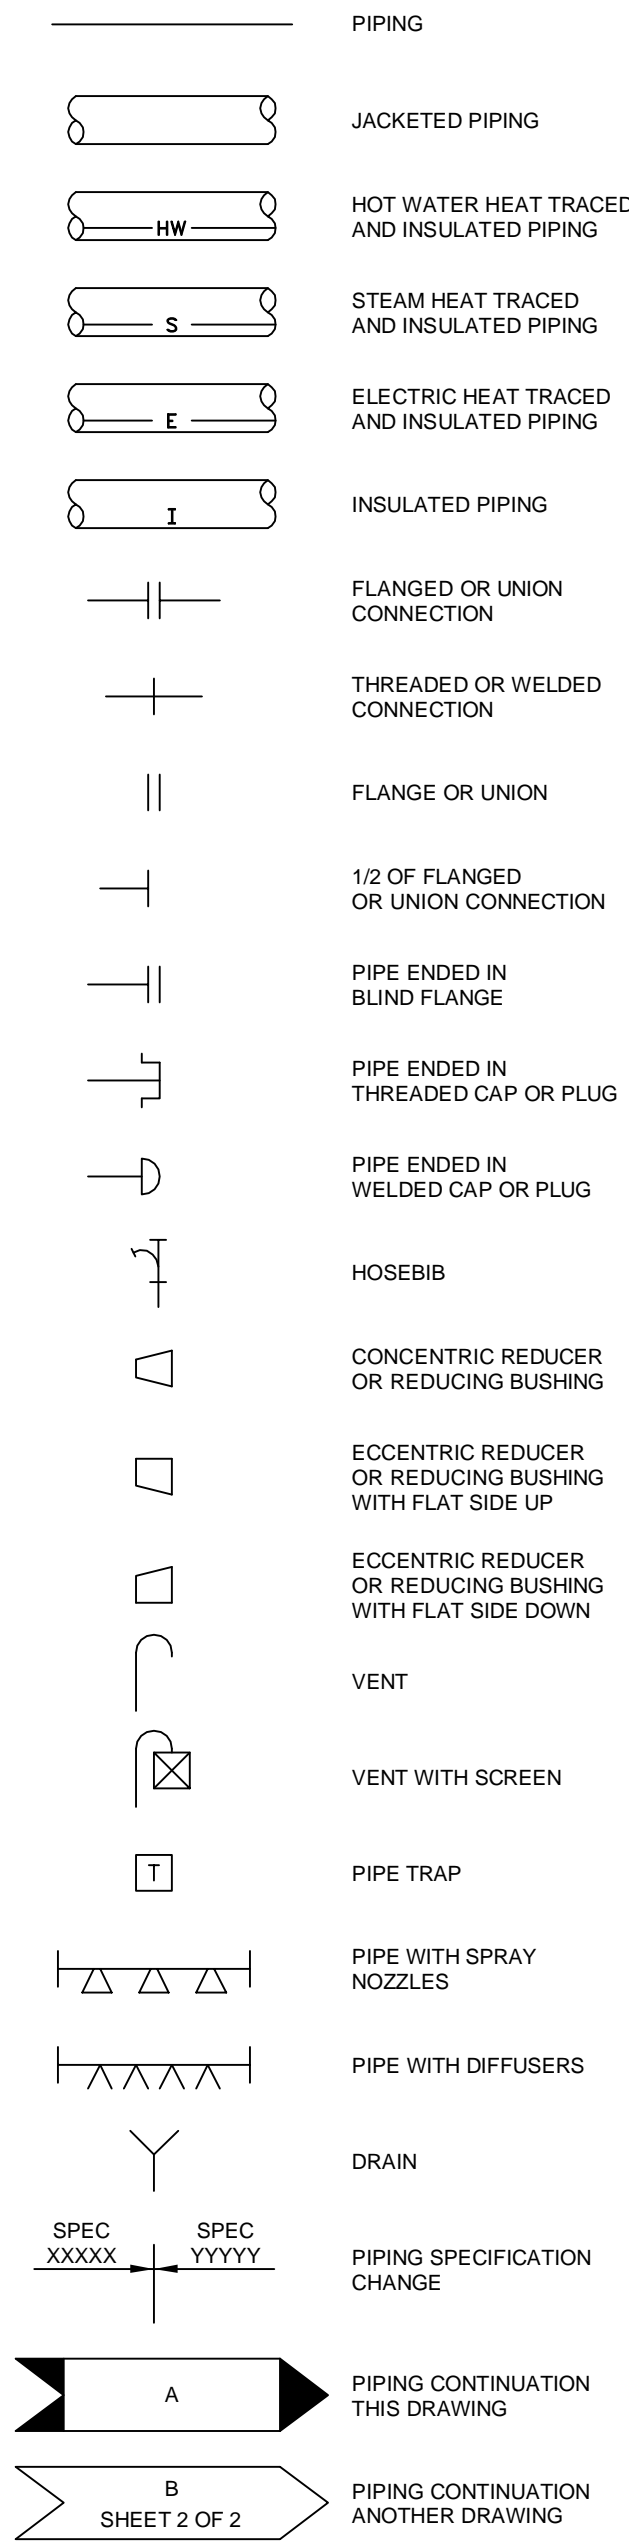 PIPING
JACKETED PIPING
HOT WATER HEAT TRACED
HW
AND INSULATED PIPING
STEAM HEAT TRACED
S
AND INSULATED PIPING
ELECTRIC HEAT TRACED
E
AND INSULATED PIPING
INSULATED PIPING
I
FLANGED OR UNION
CONNECTION
THREADED OR WELDED
CONNECTION
FLANGE OR UNION
1/2 OF FLANGED
OR UNION CONNECTION
PIPE ENDED IN
BLIND FLANGE
PIPE ENDED IN
THREADED CAP OR PLUG
PIPE ENDED IN
WELDED CAP OR PLUG
HOSEBIB
CONCENTRIC REDUCER
OR REDUCING BUSHING
ECCENTRIC REDUCER
OR REDUCING BUSHING
WITH FLAT SIDE UP
ECCENTRIC REDUCER
OR REDUCING BUSHING
WITH FLAT SIDE DOWN
VENT
VENT WITH SCREEN
T
PIPE TRAP
PIPE WITH SPRAY
NOZZLES
PIPE WITH DIFFUSERS
DRAIN
SPEC SPEC
XXXXX YYYYY
PIPING SPECIFICATION
CHANGE
A
PIPING CONTINUATION
THIS DRAWING
B
SHEET 2 OF 2
PIPING CONTINUATION
ANOTHER DRAWING